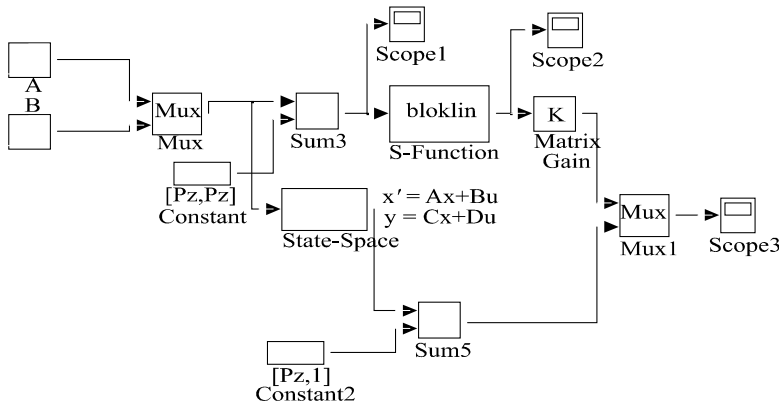 A
B
Mux
Mux
[Pz,Pz]
Constant
Sum3
Scope1
bloklin
S-Function
Scope2
K
Matrix
Gain
x′ = Ax+Bu
y = Cx+Du
State-Space
Mux
Mux1
Scope3
Sum5
[Pz,1]
Constant2